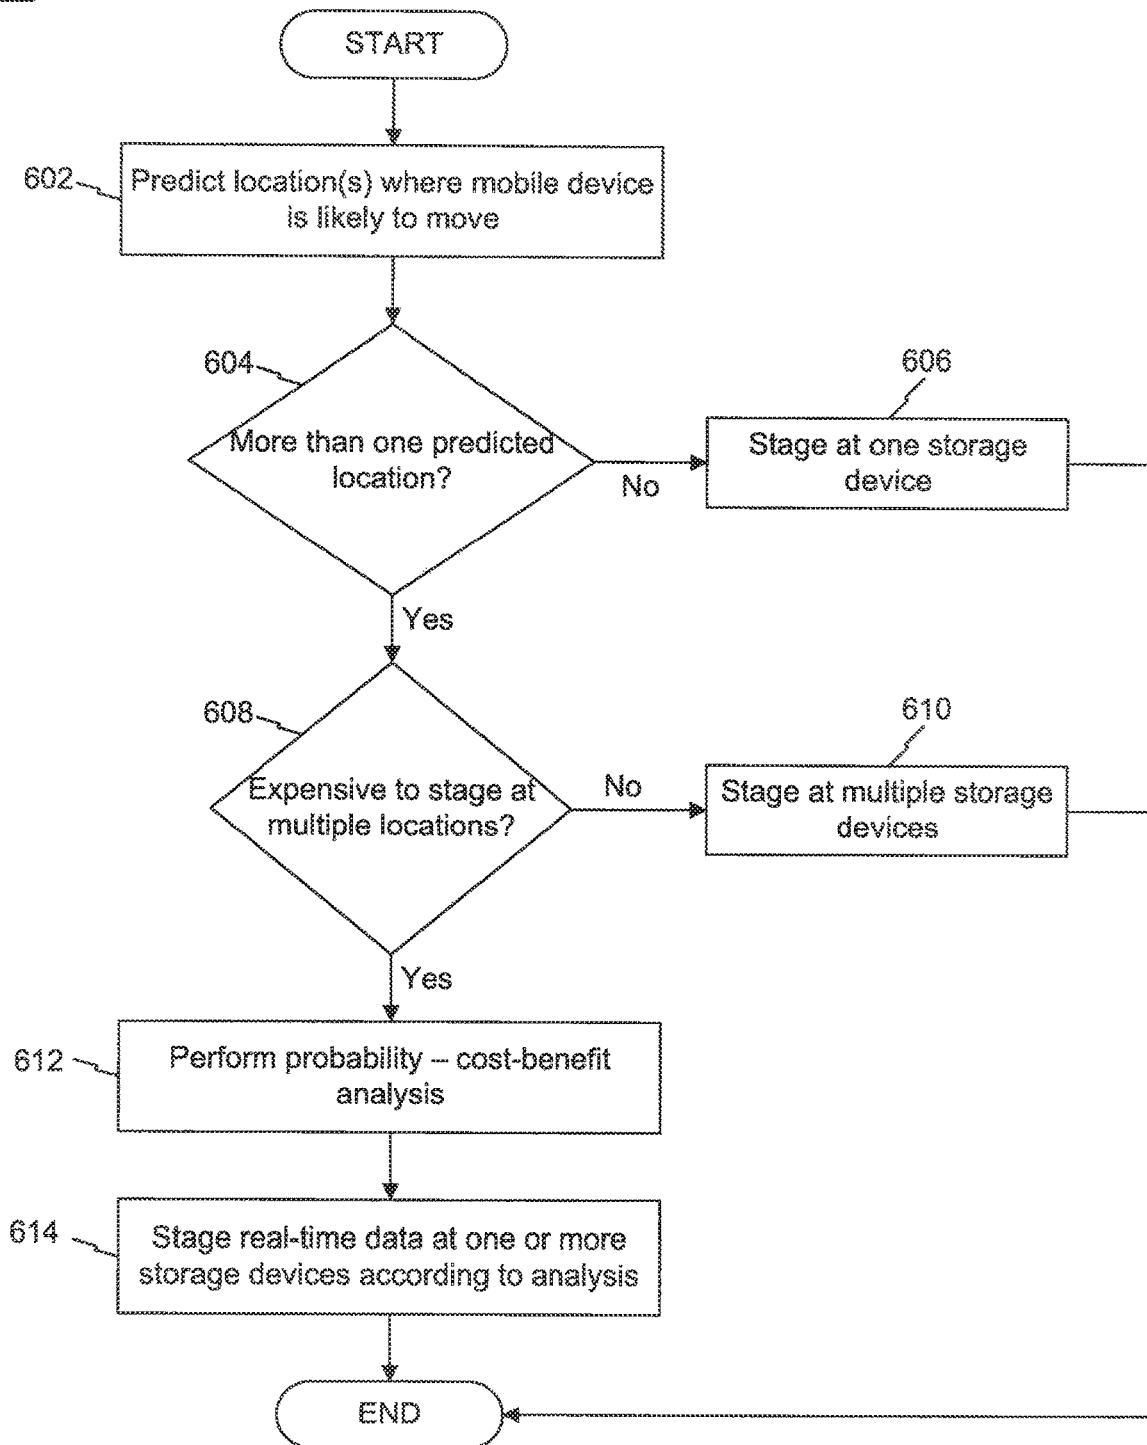 START
602
Predict location(s) where mobile device
is likely to move
604
More than one predicted
location?
606
Stage at one storage
device
No
Yes
608
Expensive to stage at
multiple locations?
No
610
Stage at multiple storage
devices
Yes
612
Perform probability – cost-benefit
analysis
614
Stage real-time data at one or more
storage devices according to analysis
END